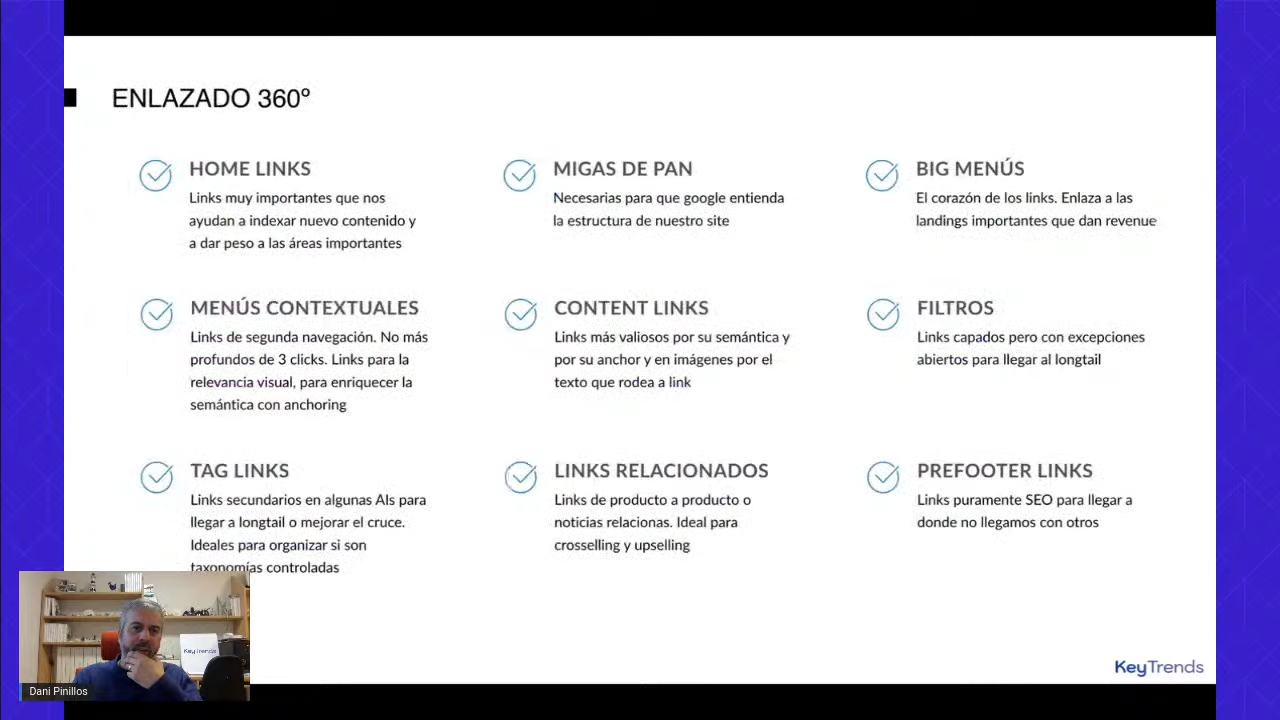 ENLAZADO 360º
HOME LINKS
Links muy importantes que nos
ayudan a indexar nuevo contenido y
a dar peso a las áreas importantes
MIGAS DE PAN
Necesarias para que google entienda
la estructura de nuestro site
BIG MENÚS
El corazón de los links. Enlaza a las
landings importantes que dan revenue
MENÚS CONTEXTUALES
Links de segunda navegación. No más
profundos de 3 clicks. Links para la
relevancia visual, para enriquecer la
semántica con anchoring
CONTENT LINKS
Links más valiosos por su semántica y
por su anchor y en imágenes por el
texto que rodea a link
FILTROS
Links capados pero con excepciones
abiertos para llegar al longtail
TAG LINKS
Links secundarios en algunas AIs para
llegar a longtail o mejorar el cruce.
Ideales para organizar si son
taxonomías controladas
LINKS RELACIONADOS
Links de producto a producto o
noticias relacionas. Ideal para
crosselling y upselling
PREFOOTER LINKS
Links puramente SEO para llegar a
donde no llegamos con otros
KeyTrends
Dani Pinillos
KeyTrends